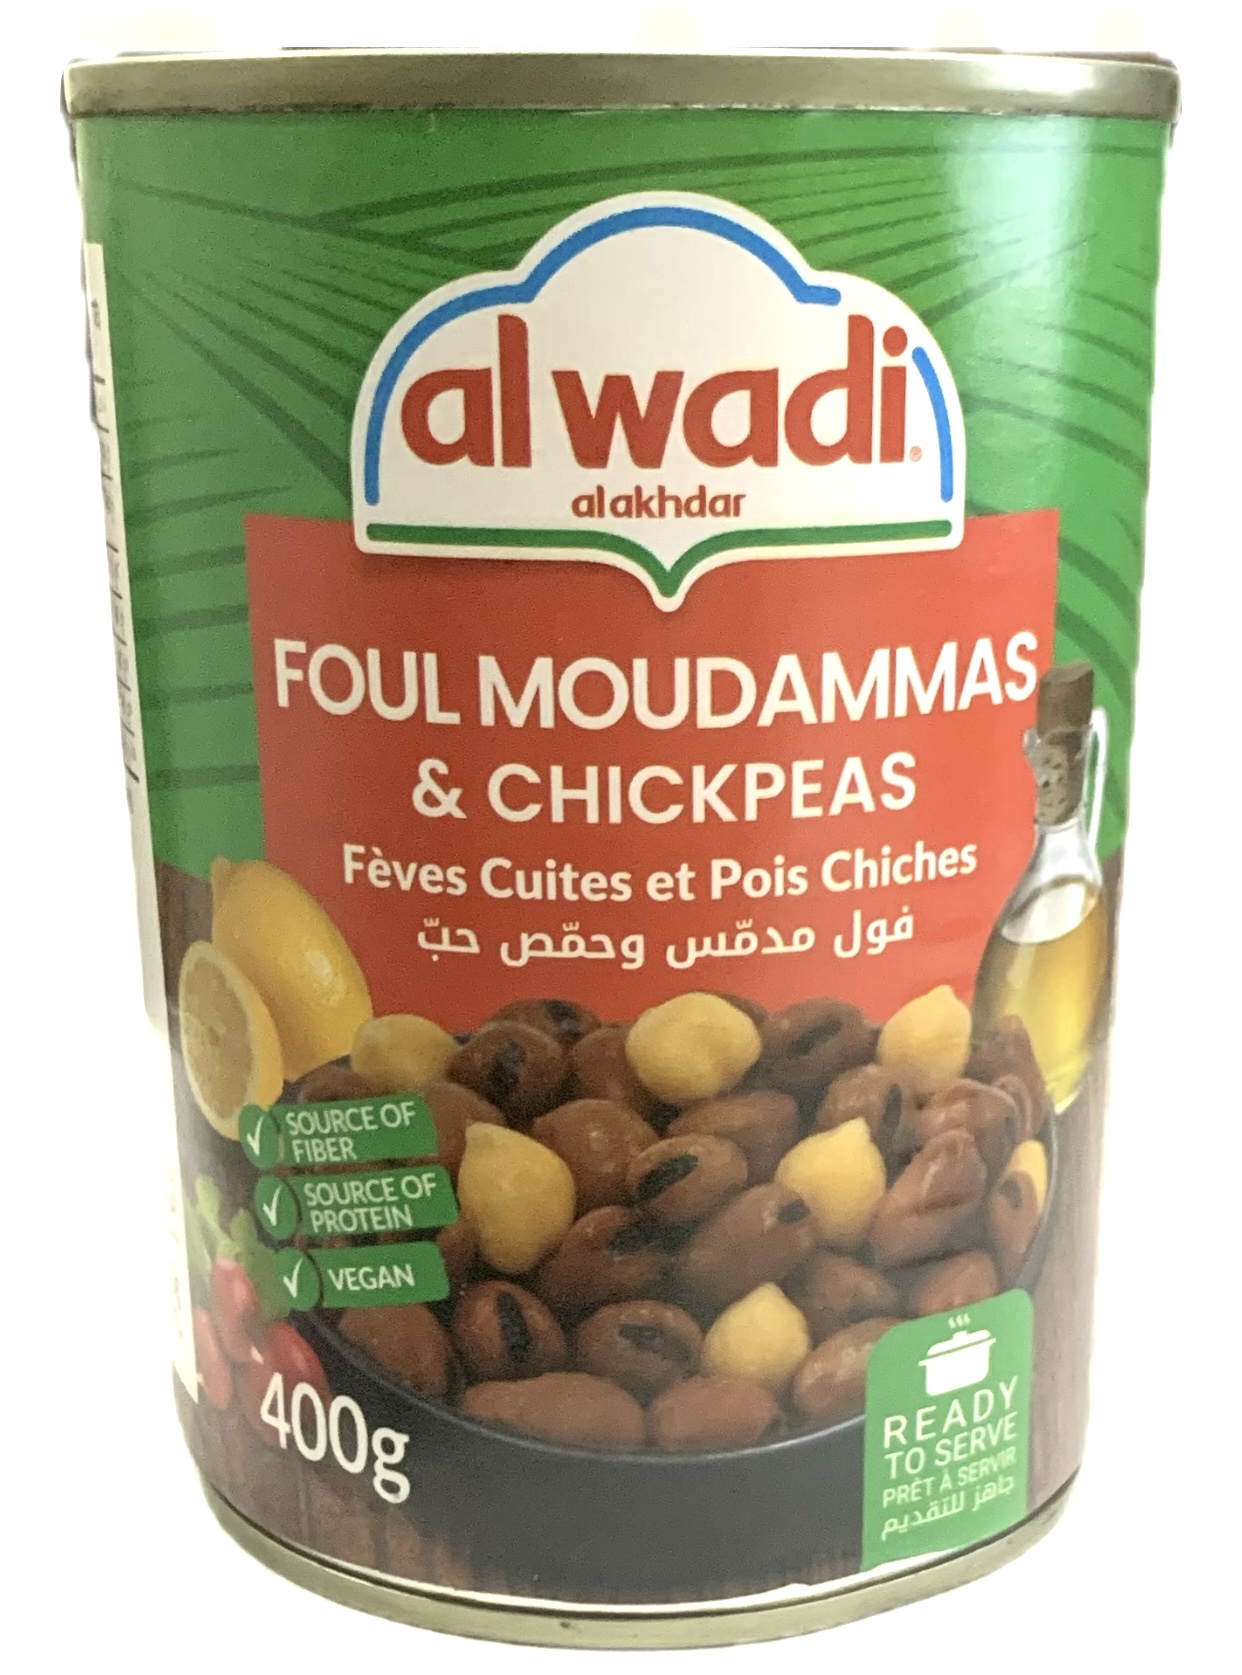 al wadi®
al akhdar
FOUL MOUDAMMAS
& CHICKPEAS
Fèves Cuites et Pois Chiches
فول مدمّس وحمّص حبّ
SOURCE OF
FIBER
SOURCE OF
PROTEIN
VEGAN
400g
READY
TO SERVE
PRÊT À SERVIR
جاهز للتقديم